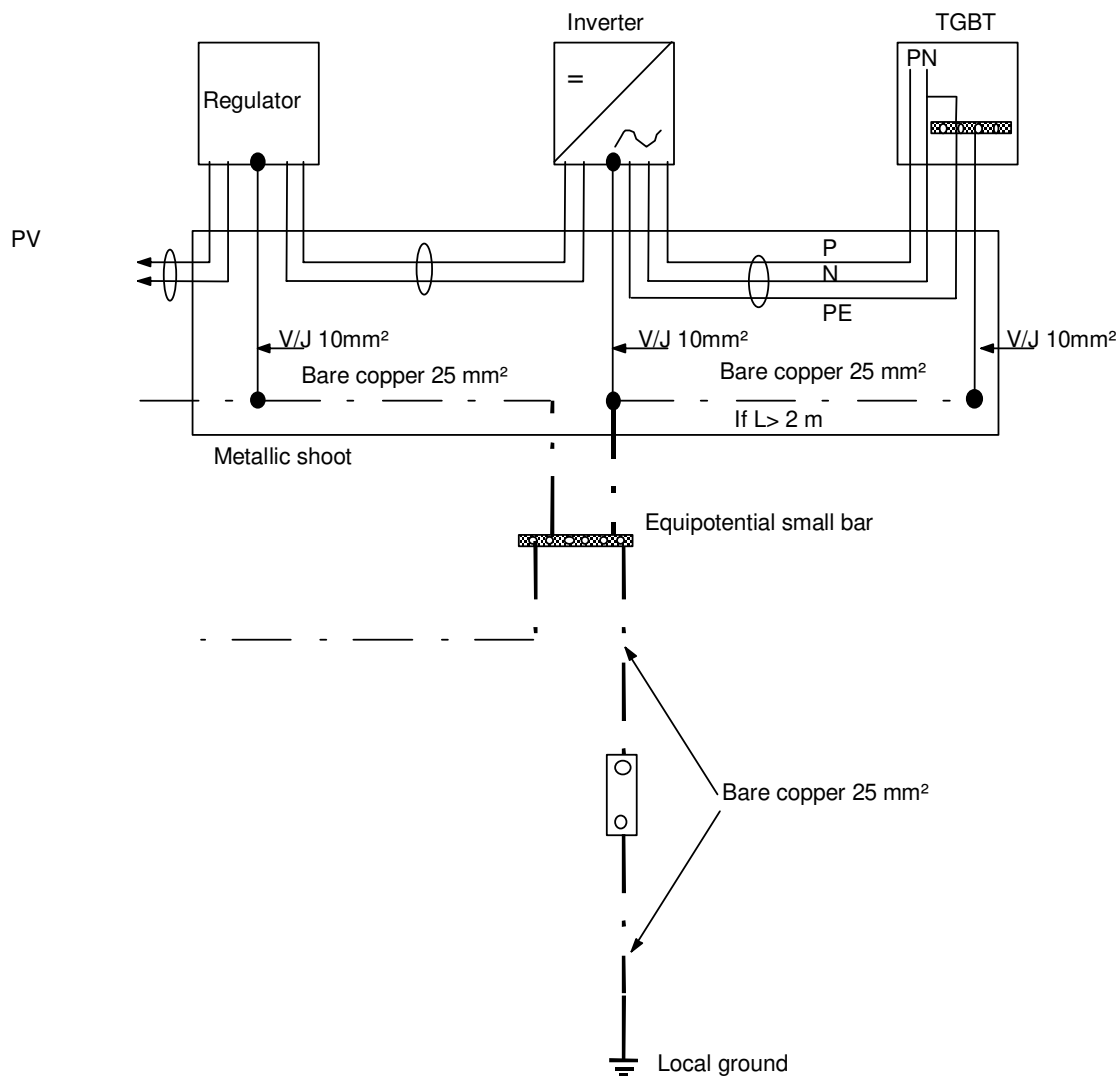 Inverter
TGBT
PN
=
Regulator
PV
P
N
PE
V/J 10mm²
V/J 10mm²
V/J 10mm²
Bare copper 25 mm²
Bare copper 25 mm²
If L> 2 m
Metallic shoot
Equipotential small bar
Bare copper 25 mm²
Local ground